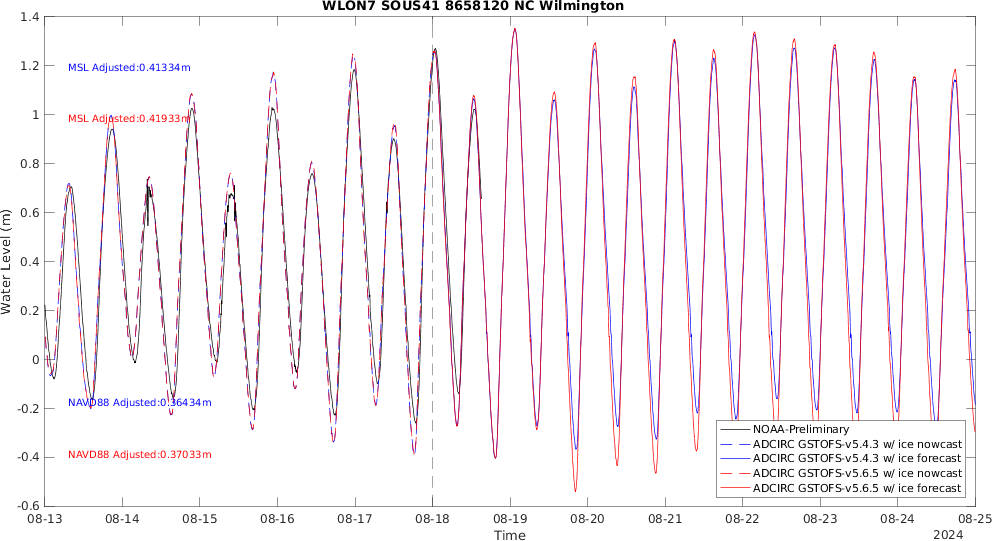 WLON7 SOUS41 8658120 NC Wilmington
1.4
1.2
1
0.8
0.6
0.4
0.2
0
-0.2
-0.4
-0.6
Water Level (m)
MSL Adjusted:0.41334m
MSL Adjusted:0.41933m
NAVD88 Adjusted:0.36434m
NAVD88 Adjusted:0.37033m
NOAA-Preliminary
ADCIRC GSTOFS-v5.4.3 w/ ice nowcast
ADCIRC GSTOFS-v5.4.3 w/ ice forecast
ADCIRC GSTOFS-v5.6.5 w/ ice nowcast
ADCIRC GSTOFS-v5.6.5 w/ ice forecast
08-13 08-14 08-15 08-16 08-17 08-18 08-19 08-20 08-21 08-22 08-23 08-24 08-25
Time
2024